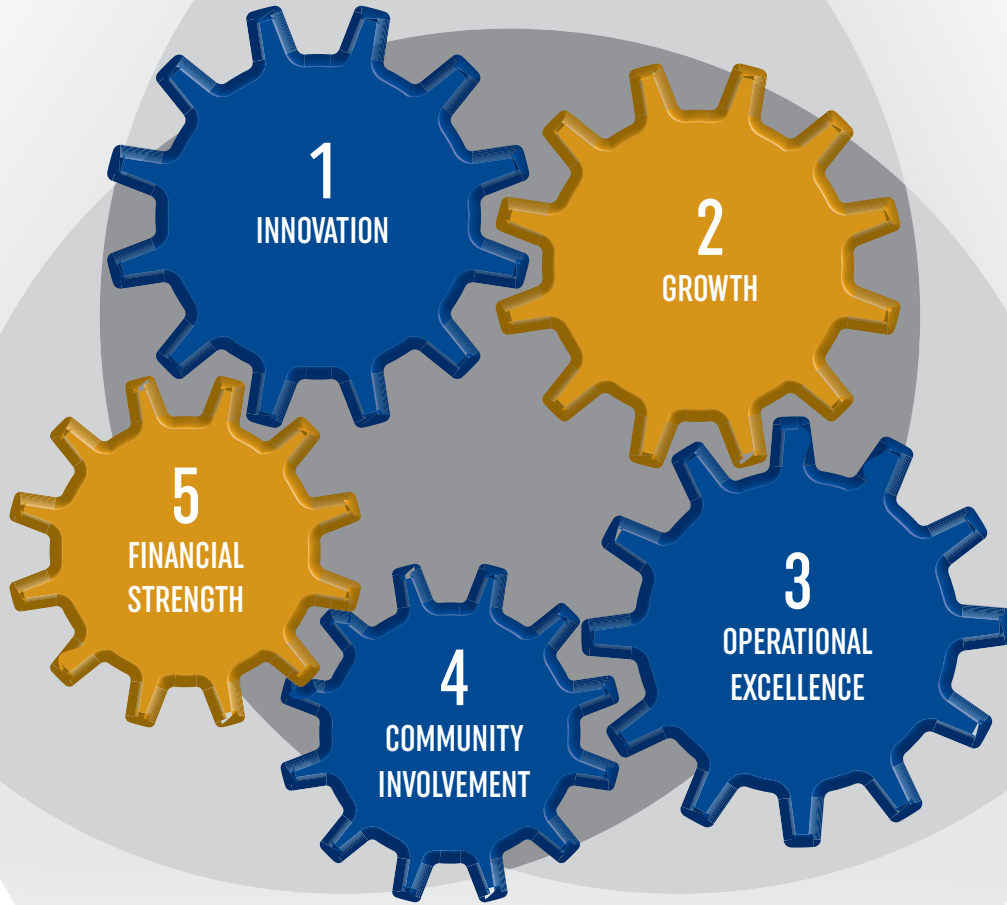 1
INNOVATION
2
GROWTH
3
OPERATIONAL
EXCELLENCE
4
COMMUNITY
INVOLVEMENT
5
FINANCIAL
STRENGTH